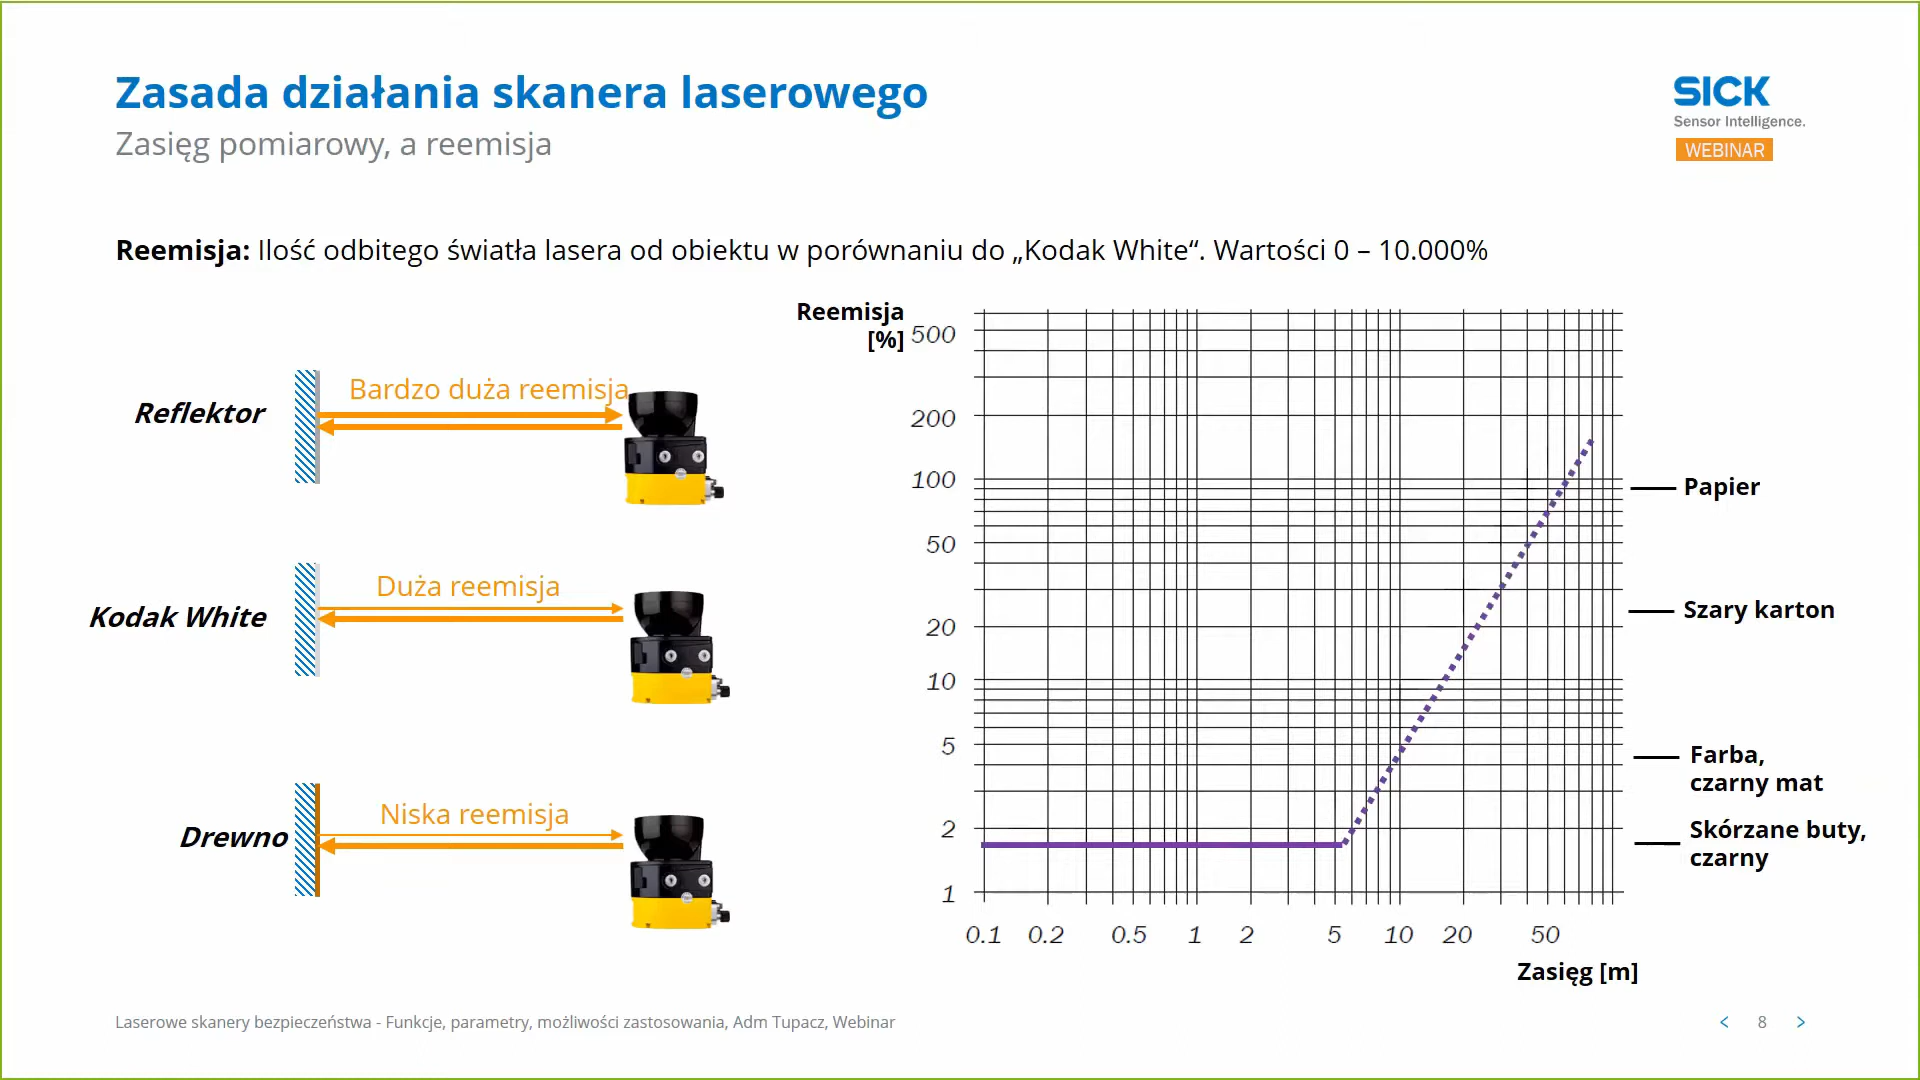 Zasada działania skanera laserowego
Zasięg pomiarowy, a reemisja
SICK
Sensor Intelligence.
WEBINAR
Reemisja: Ilość odbitego światła lasera od obiektu w porównaniu do „Kodak White“. Wartości 0 – 10.000%
Reflektor
Bardzo duża reemisja
Kodak White
Duża reemisja
Drewno
Niska reemisja
Reemisja
[%]
500
200
100
50
20
10
5
2
1
0.1 0.2 0.5 1 2 5 10 20 50
Zasięg [m]
Papier
Szary karton
Farba,
czarny mat
Skórzane buty,
czarny
Laserowe skanery bezpieczeństwa - Funkcje, parametry, możliwości zastosowania, Adm Tupacz, Webinar
< 8 >